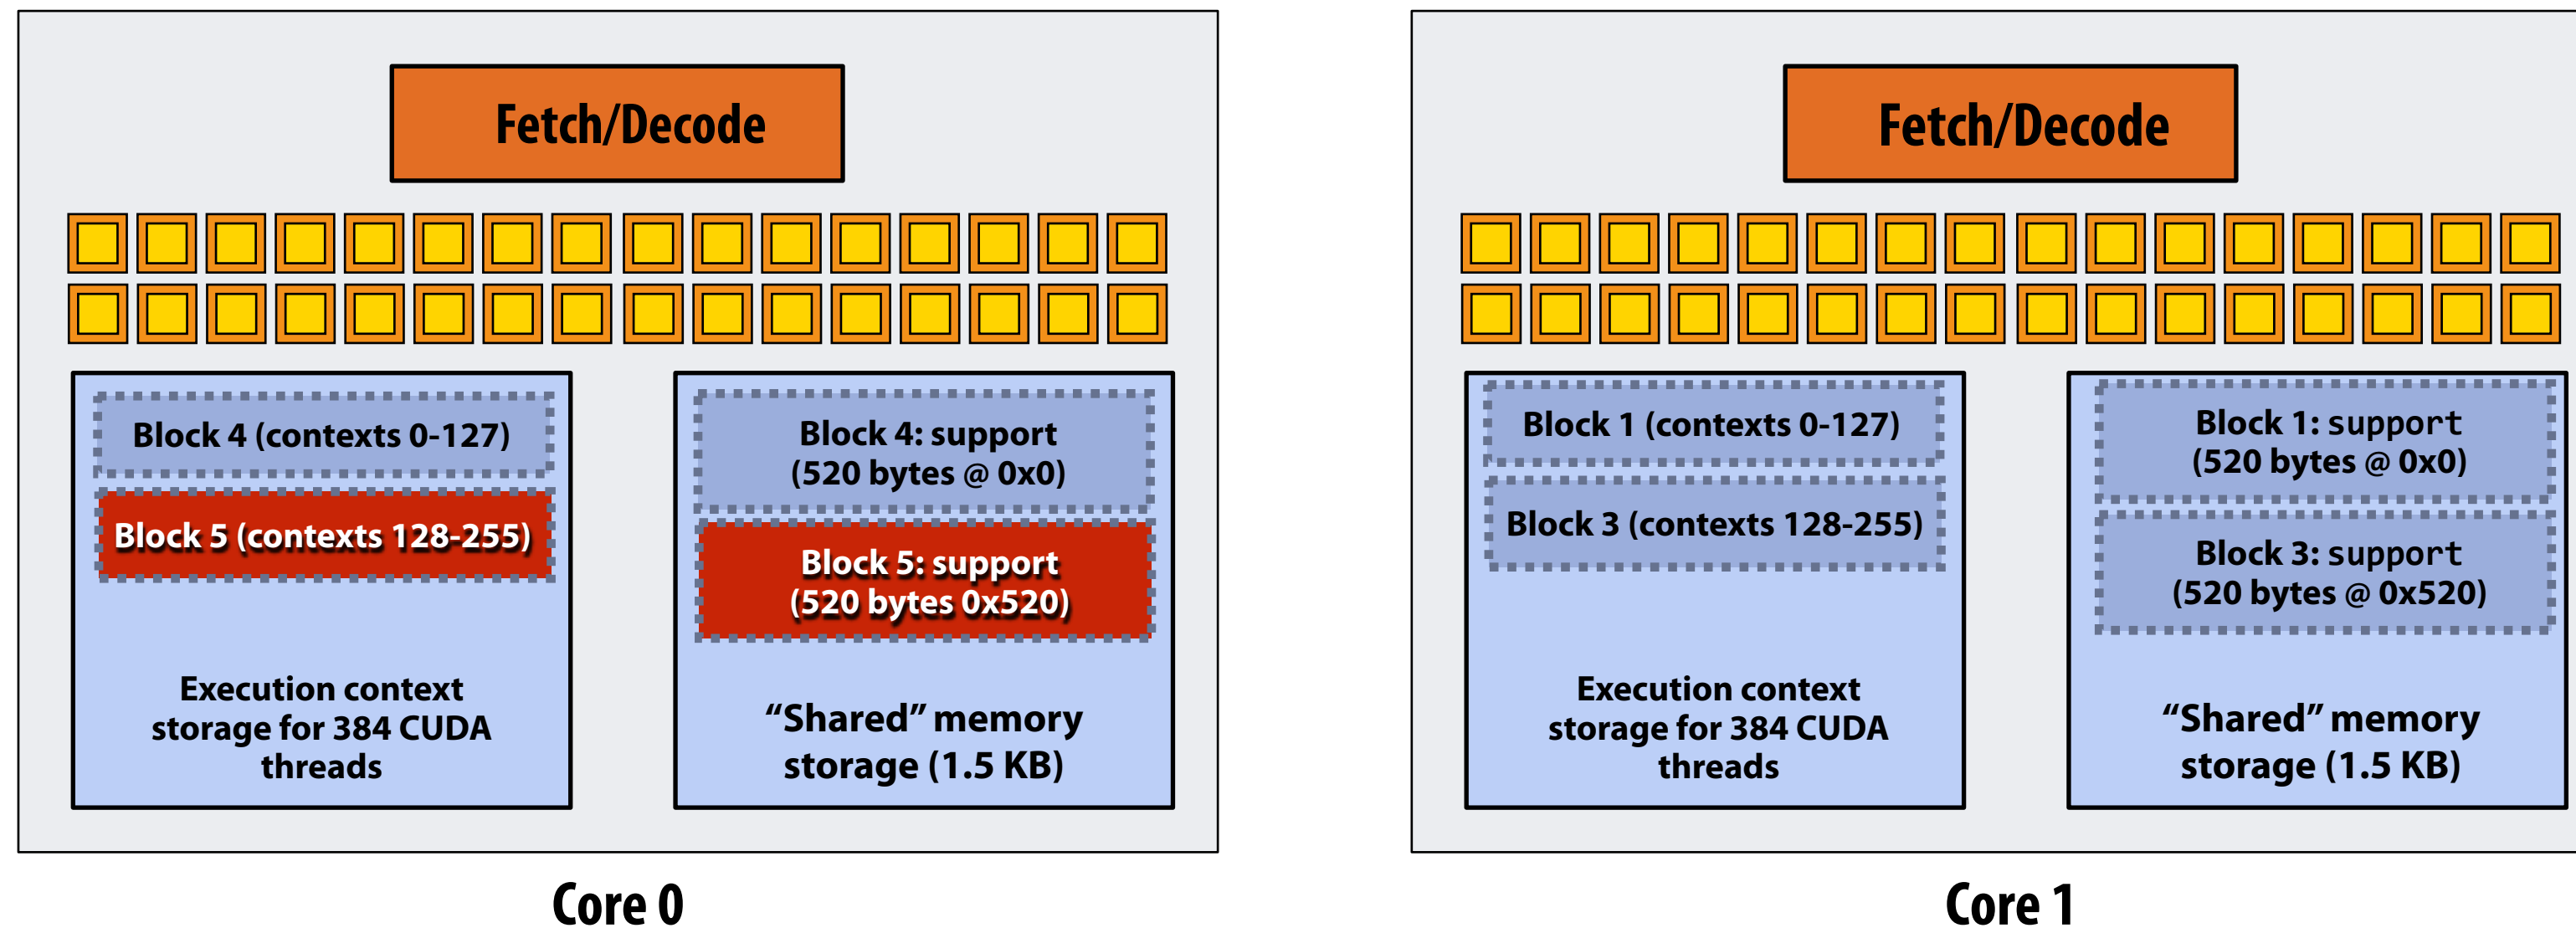 Fetch/Decode
Block 4 (contexts 0-127)
Block 5 (contexts 128-255)
Execution context
storage for 384 CUDA
threads
Block 4: support
(520 bytes @ 0x0)
Block 5: support
(520 bytes 0x520)
“Shared” memory
storage (1.5 KB)
Core 0
Fetch/Decode
Block 1 (contexts 0-127)
Block 3 (contexts 128-255)
Execution context
storage for 384 CUDA
threads
Block 1: support
(520 bytes @ 0x0)
Block 3: support
(520 bytes @ 0x520)
“Shared” memory
storage (1.5 KB)
Core 1